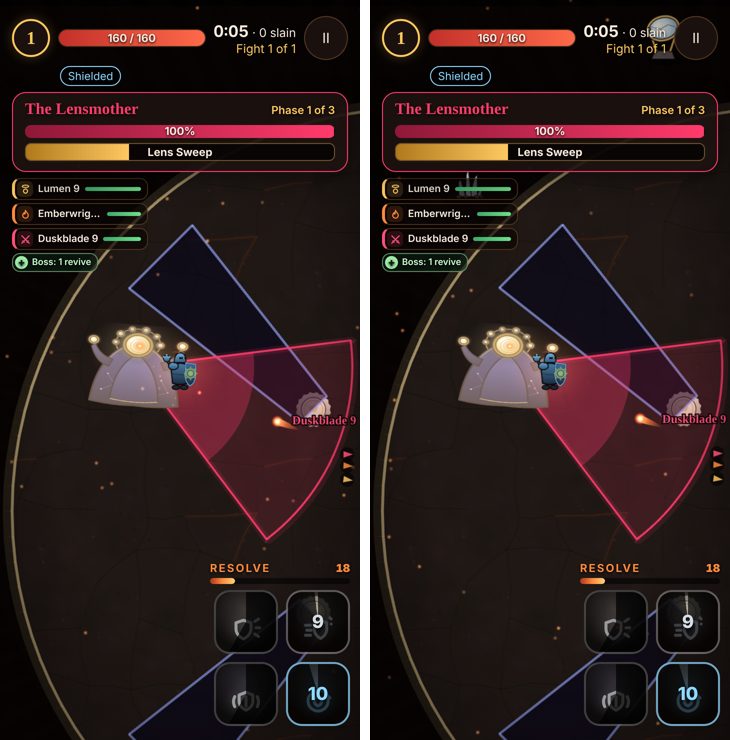 1
160 / 160
0:05 · 0 slain
Fight 1 of 1
Shielded
The Lensmother
Phase 1 of 3
100%
Lens Sweep
Lumen 9
Emberwrig...
Duskblade 9
Boss: 1 revive
Duskblade 9
RESOLVE 18
9
10
1
160 / 160
0:05 · 0 slain
Fight 1 of 1
Shielded
The Lensmother
Phase 1 of 3
100%
Lens Sweep
Lumen 9
Emberwrig...
Duskblade 9
Boss: 1 revive
Duskblade 9
RESOLVE 18
9
10